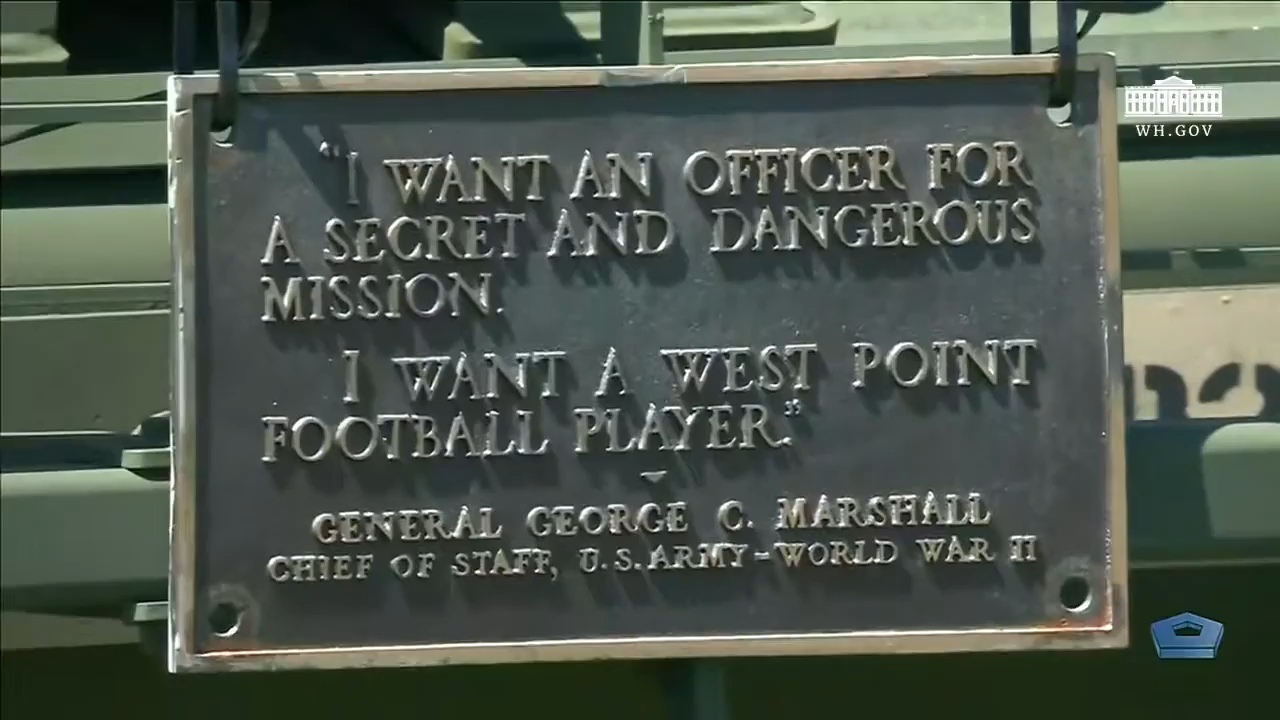 WH.GOV
"I WANT AN OFFICER FOR
A SECRET AND DANGEROUS
MISSION.
I WANT A WEST POINT
FOOTBALL PLAYER."
GENERAL GEORGE C. MARSHALL
CHIEF OF STAFF, U.S. ARMY-WORLD WAR II